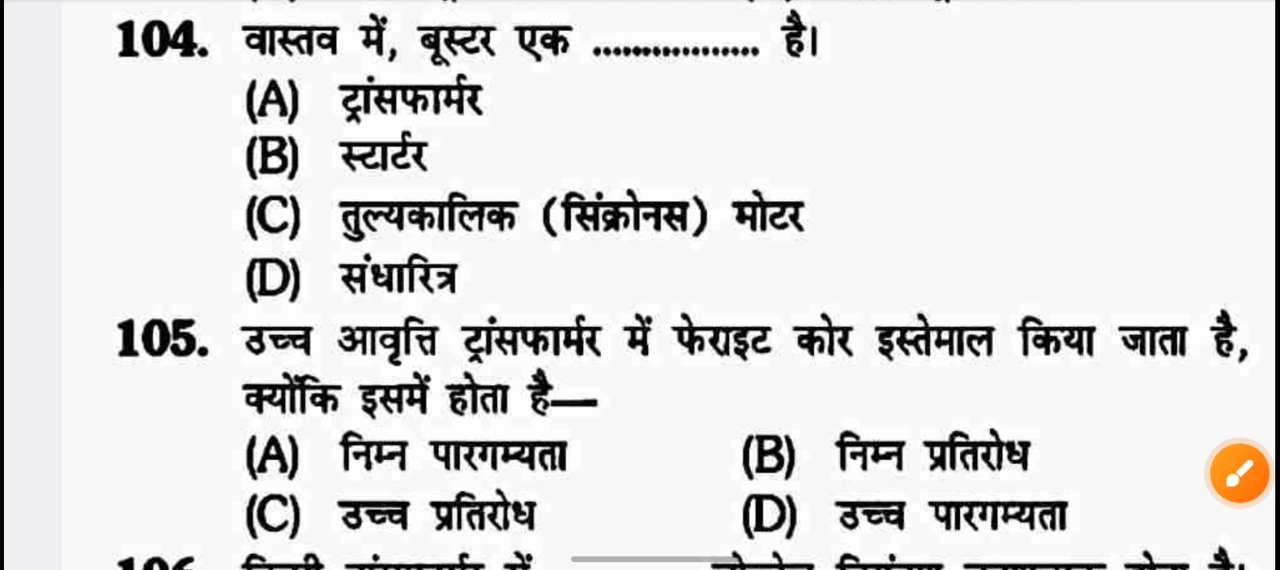 104. वास्तव में, बूस्टर एक ................. है।
(A) ट्रांसफार्मर
(B) स्टार्टर
(C) तुल्यकालिक (सिंक्रोनस) मोटर
(D) संधारित्र
105. उच्च आवृत्ति ट्रांसफार्मर में फेराइट कोर इस्तेमाल किया जाता है,
क्योंकि इसमें होता है—
(A) निम्न पारगम्यता (B) निम्न प्रतिरोध
(C) उच्च प्रतिरोध (D) उच्च पारगम्यता